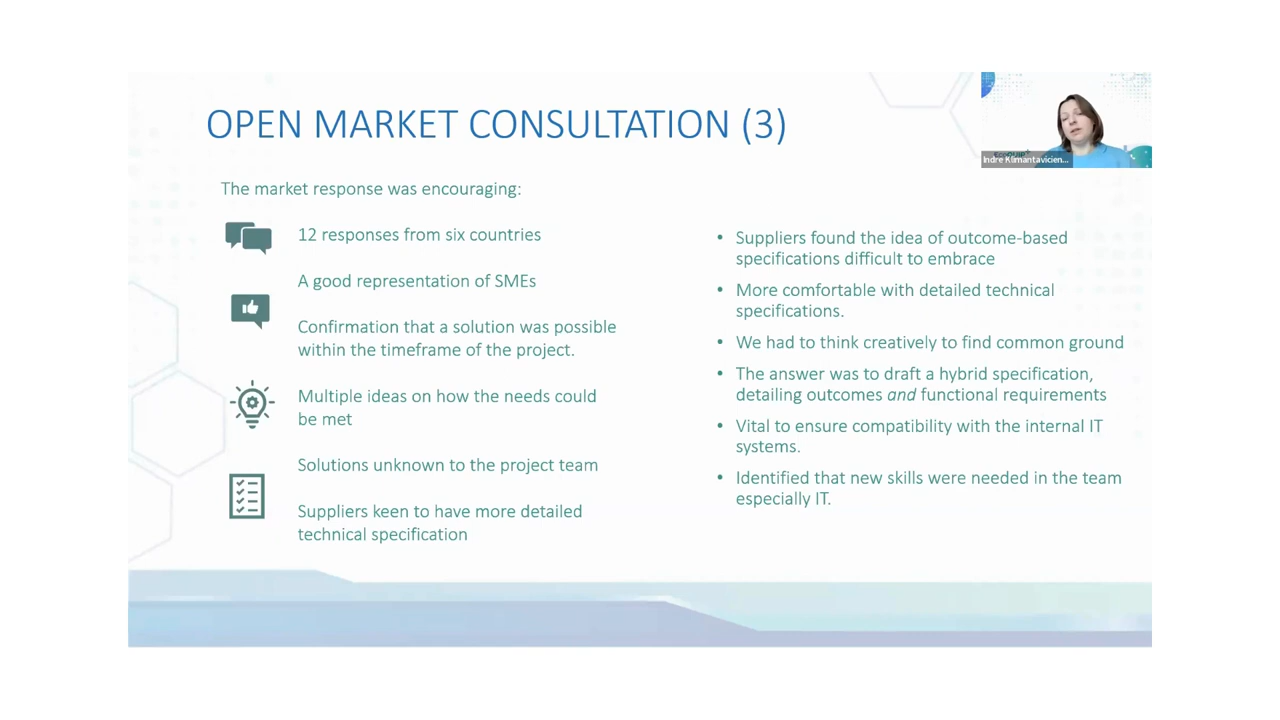 OPEN MARKET CONSULTATION (3)
Indre Klimantavicien...
The market response was encouraging:
12 responses from six countries
A good representation of SMEs
Confirmation that a solution was possible
within the timeframe of the project.
Multiple ideas on how the needs could
be met
Solutions unknown to the project team
Suppliers keen to have more detailed
technical specification
• Suppliers found the idea of outcome-based
specifications difficult to embrace
• More comfortable with detailed technical
specifications.
• We had to think creatively to find common ground
• The answer was to draft a hybrid specification,
detailing outcomes and functional requirements
• Vital to ensure compatibility with the internal IT
systems.
• Identified that new skills were needed in the team
especially IT.